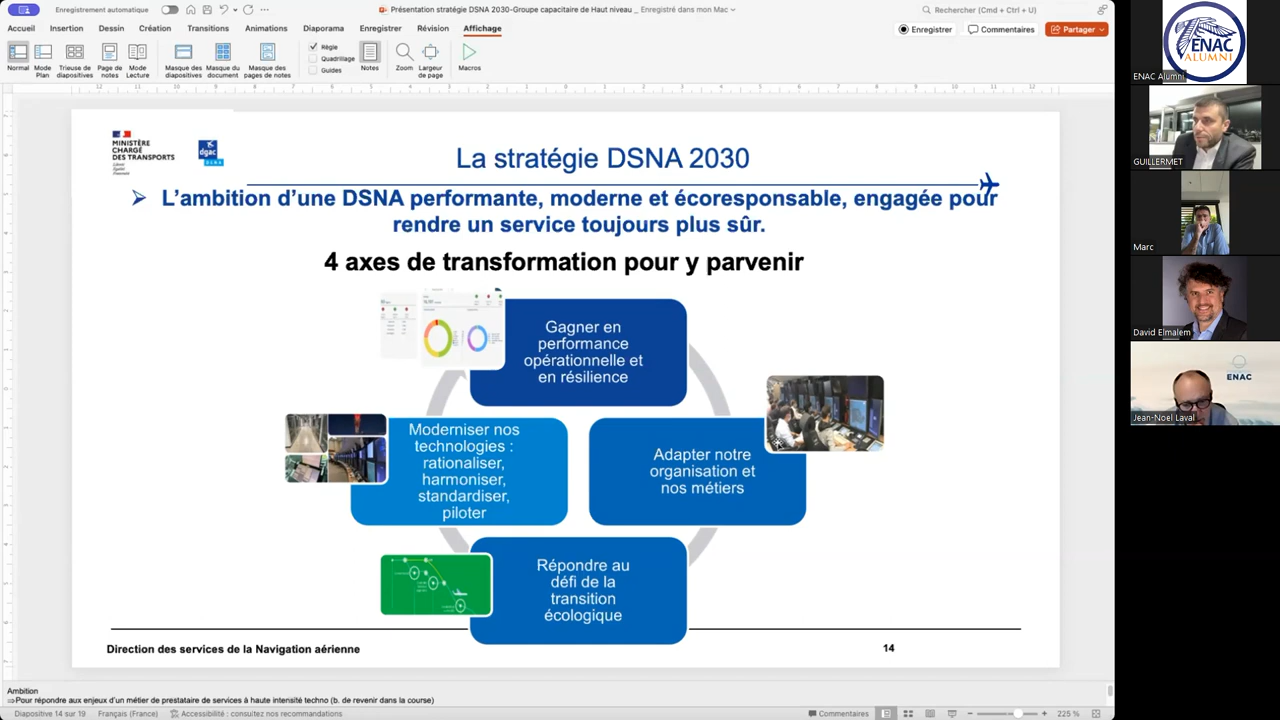 Enregistrement automatique
Présentation stratégie DSNA 2030-Groupe capacitaire de Haut niveau _ Enregistré dans mon Mac
Rechercher (Cmd + Ctrl + U)
Accueil Insertion Dessin Création Transitions Animations Diaporama Enregistrer Révision Affichage
Enregistrer Commentaires Partager
Normal
Mode Plan
Trieuse de diapositives
Page de notes
Mode Lecture
Masque des diapositives
Masque du document
Masque des pages de notes
Règle
Quadrillage
Guides
Notes
Zoom
Largeur de page
Macros
MINISTÈRE
CHARGÉ
DES TRANSPORTS
Liberté
Égalité
Fraternité
dgac
DSNA
La stratégie DSNA 2030
L'ambition d'une DSNA performante, moderne et écoresponsable, engagée pour
rendre un service toujours plus sûr.
4 axes de transformation pour y parvenir
Gagner en
performance
opérationnelle et
en résilience
Moderniser nos
technologies :
rationaliser,
harmoniser,
standardiser,
piloter
Adapter notre
organisation et
nos métiers
Répondre au
défi de la
transition
écologique
Direction des services de la Navigation aérienne
14
Ambition
⇒Pour répondre aux enjeux d'un métier de prestataire de services à haute intensité techno (b. de revenir dans la course)
Diapositive 14 sur 19 Français (France) Accessibilité : consultez nos recommandations
Commentaires
225 %
ENAC
ALUMNI
ENAC Alumni
GUILLERMET
Marc
David Elmalem
ENAC
Jean-Noel Laval